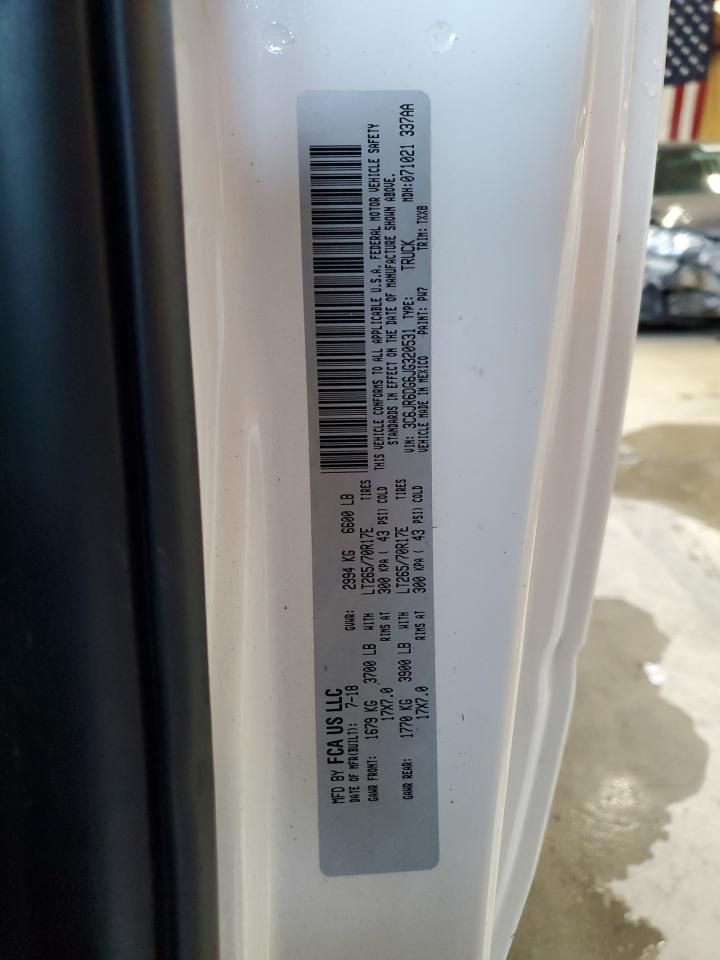 MFD BY FCA US LLC
DATE OF MFR(BUILT): 7-18 GVWR: 2994 KG 6600 LB
GAWR FRONT: 1679 KG 3700 LB WITH LT265/70R17E TIRES
17X7.0 RIMS AT 300 KPA ( 43 PSI) COLD
GAWR REAR: 1770 KG 3900 LB WITH LT265/70R17E TIRES
17X7.0 RIMS AT 300 KPA ( 43 PSI) COLD
THIS VEHICLE CONFORMS TO ALL APPLICABLE U.S.A. FEDERAL MOTOR VEHICLE SAFETY
STANDARDS IN EFFECT ON THE DATE OF MANUFACTURE SHOWN ABOVE.
VIN: 3C6JR6DG6JG320531 TYPE: TRUCK MDH:071021 337AA
VEHICLE MADE IN MEXICO PAINT: PW7 TRIM: TXX8